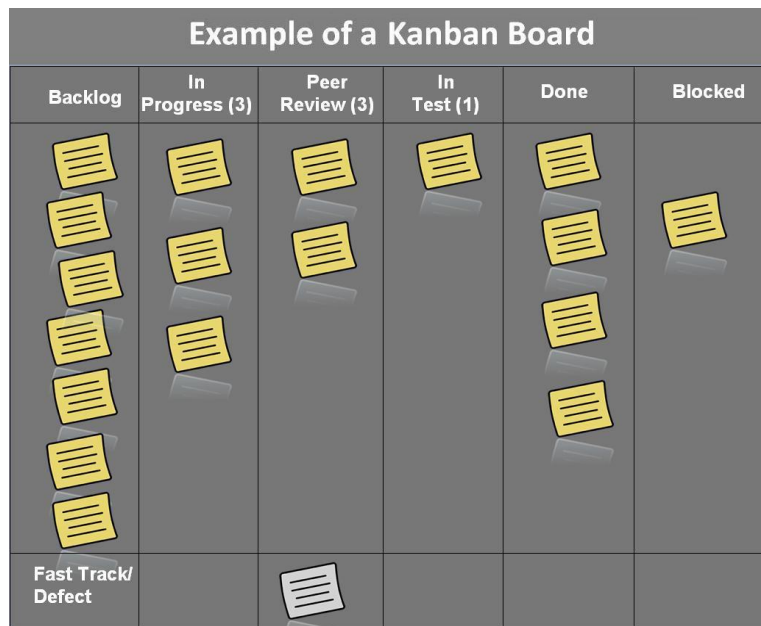 Example of a Kanban Board
Backlog
In
Progress (3)
Peer
Review (3)
In
Test (1)
Done
Blocked
Fast Track/
Defect